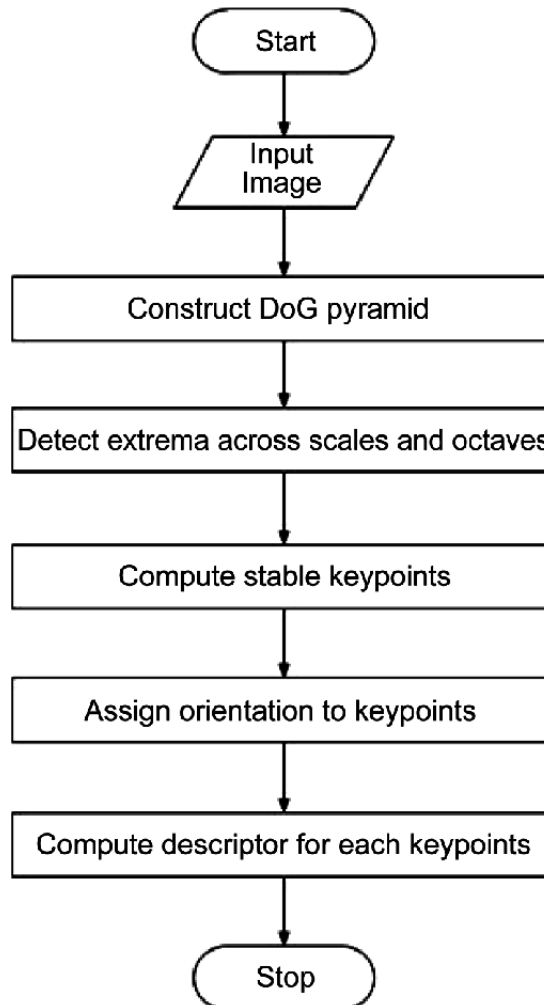 Start
Input
Image
Construct DoG pyramid
Detect extrema across scales and octaves
Compute stable keypoints
Assign orientation to keypoints
Compute descriptor for each keypoints
Stop